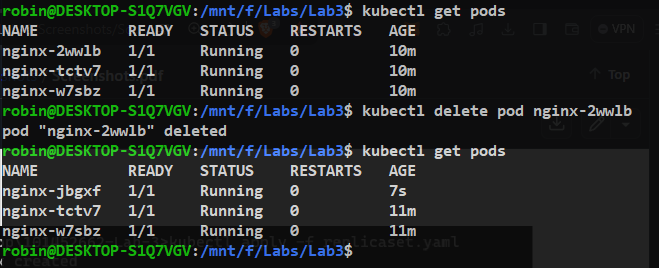 robin@DESKTOP-S1Q7VGV:/mnt/f/Labs/Lab3$ kubectl get pods
NAME READY STATUS RESTARTS AGE
nginx-2wwlb 1/1 Running 0 10m
nginx-tctv7 1/1 Running 0 10m
nginx-w7sbz 1/1 Running 0 10m
robin@DESKTOP-S1Q7VGV:/mnt/f/Labs/Lab3$ kubectl delete pod nginx-2wwlb
pod "nginx-2wwlb" deleted
robin@DESKTOP-S1Q7VGV:/mnt/f/Labs/Lab3$ kubectl get pods
NAME READY STATUS RESTARTS AGE
nginx-jbgxf 1/1 Running 0 7s
nginx-tctv7 1/1 Running 0 11m
nginx-w7sbz 1/1 Running 0 11m
robin@DESKTOP-S1Q7VGV:/mnt/f/Labs/Lab3$
VPN
Top
created